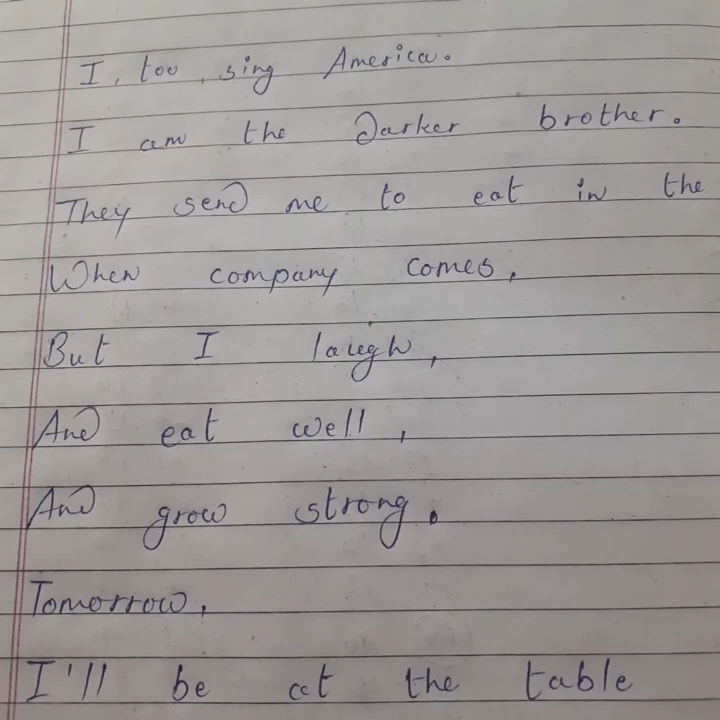 I, too, sing America.
I am the darker brother.
They send me to eat in the
When company comes,
But I laugh,
And eat well,
And grow strong.
Tomorrow,
I'll be at the table